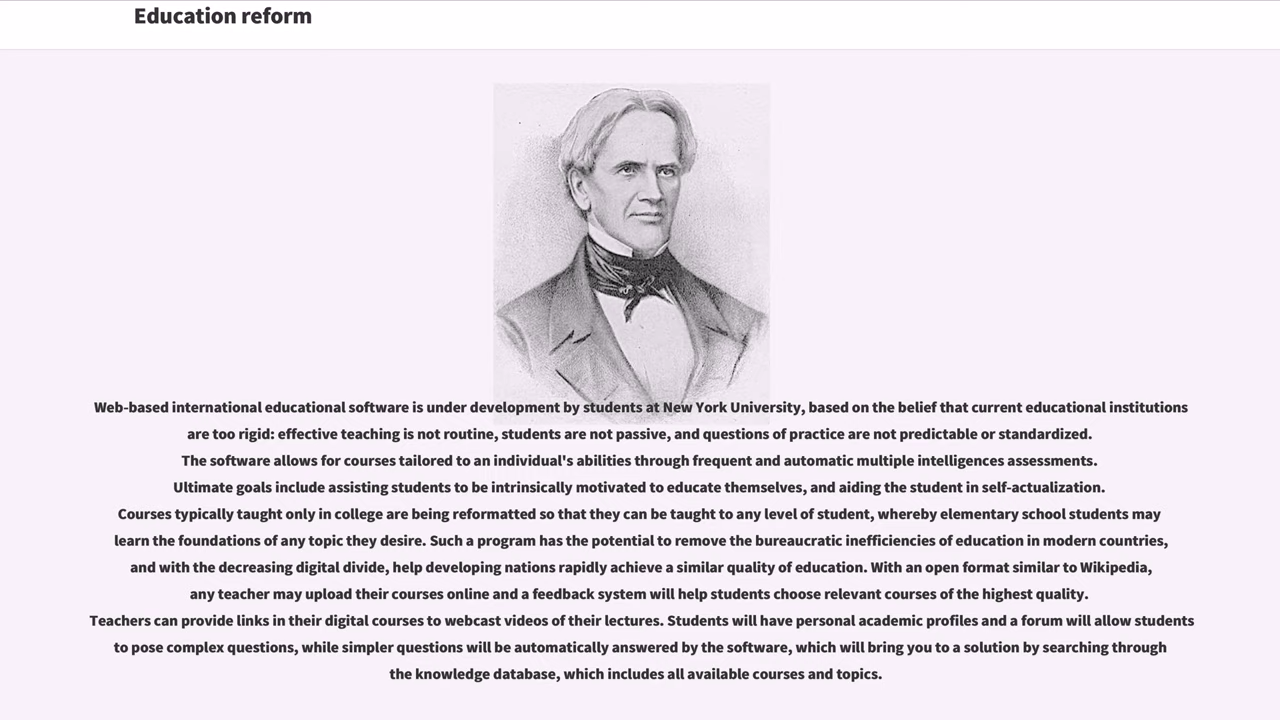 Education reform
Web-based international educational software is under development by students at New York University, based on the belief that current educational institutions
are too rigid: effective teaching is not routine, students are not passive, and questions of practice are not predictable or standardized.
The software allows for courses tailored to an individual's abilities through frequent and automatic multiple intelligences assessments.
Ultimate goals include assisting students to be intrinsically motivated to educate themselves, and aiding the student in self-actualization.
Courses typically taught only in college are being reformatted so that they can be taught to any level of student, whereby elementary school students may
learn the foundations of any topic they desire. Such a program has the potential to remove the bureaucratic inefficiencies of education in modern countries,
and with the decreasing digital divide, help developing nations rapidly achieve a similar quality of education. With an open format similar to Wikipedia,
any teacher may upload their courses online and a feedback system will help students choose relevant courses of the highest quality.
Teachers can provide links in their digital courses to webcast videos of their lectures. Students will have personal academic profiles and a forum will allow students
to pose complex questions, while simpler questions will be automatically answered by the software, which will bring you to a solution by searching through
the knowledge database, which includes all available courses and topics.